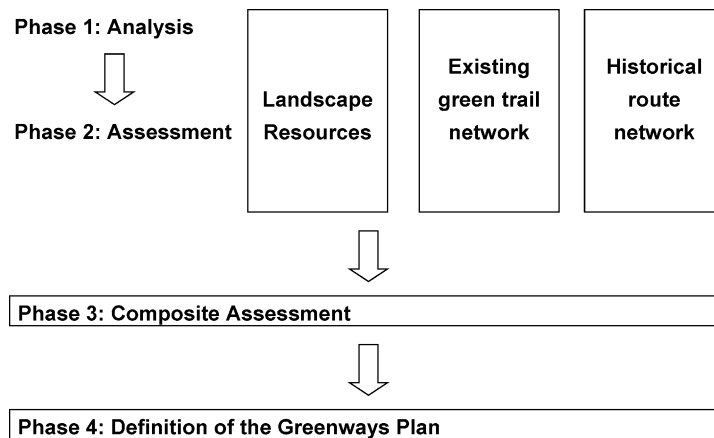 Phase 1: Analysis
Phase 2: Assessment
Landscape
Resources
Existing
green trail
network
Historical
route
network
Phase 3: Composite Assessment
Phase 4: Definition of the Greenways Plan